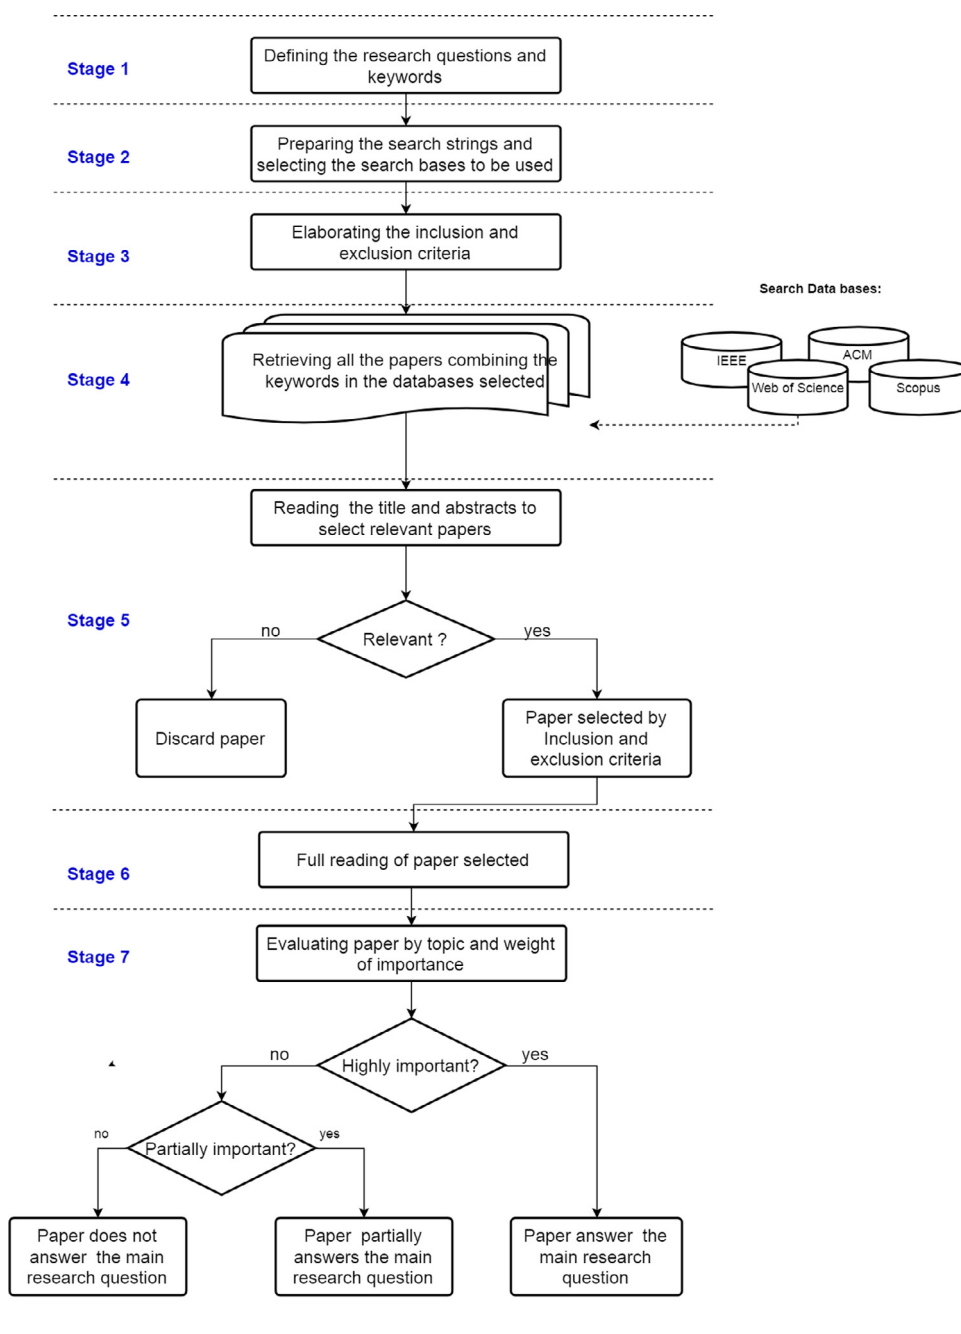 Stage 1
Defining the research questions and
keywords
Stage 2
Preparing the search strings and
selecting the search bases to be used
Stage 3
Elaborating the inclusion and
exclusion criteria
Search Data bases:
Stage 4
Retrieving all the papers combining the
keywords in the databases selected
IEEE
ACM
Web of Science
Scopus
Reading the title and abstracts to
select relevant papers
Stage 5
no
Relevant ?
yes
Discard paper
Paper selected by
Inclusion and
exclusion criteria
Stage 6
Full reading of paper selected
Stage 7
Evaluating paper by topic and weight
of importance
no
Highly important?
yes
no
Partially important?
yes
Paper does not
answer the main
research question
Paper partially
answers the main
research question
Paper answer the
main research
question